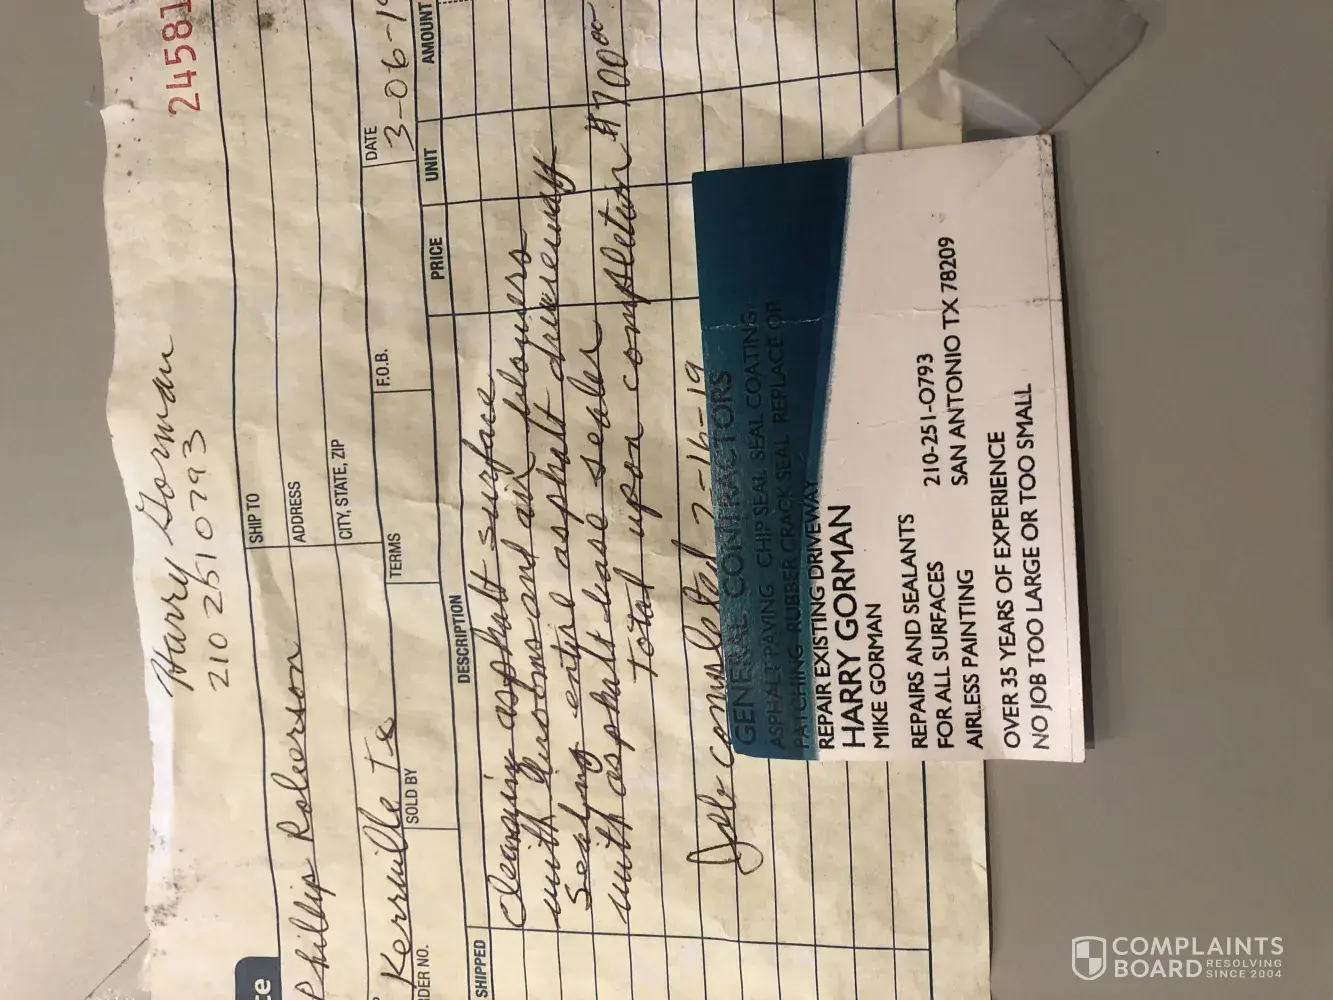 24581
Harry Gorman
210 2510793
ce
Phillip Roberson
SHIP TO
ADDRESS
Kerrville Tx
CITY, STATE, ZIP
DER NO.
SOLD BY
TERMS
F.O.B.
DATE
3-06-19
SHIPPED
DESCRIPTION
PRICE
UNIT
AMOUNT
Cleaning asphalt surface
with brooms and air blowers
Sealing entire asphalt driveway
with asphalt base sealer
total upon completion $700.00
Job completed 7-16-19
GENERAL CONTRACTORS
ASPHALT PAVING CHIP SEAL SEAL COATING
PATCHING RUBBER CRACK SEAL REPLACE OR
REPAIR EXISTING DRIVEWAY
HARRY GORMAN
MIKE GORMAN
REPAIRS AND SEALANTS
FOR ALL SURFACES 210-251-0793
AIRLESS PAINTING SAN ANTONIO TX 78209
OVER 35 YEARS OF EXPERIENCE
NO JOB TOO LARGE OR TOO SMALL
COMPLAINTS
BOARD RESOLVING
SINCE 2004